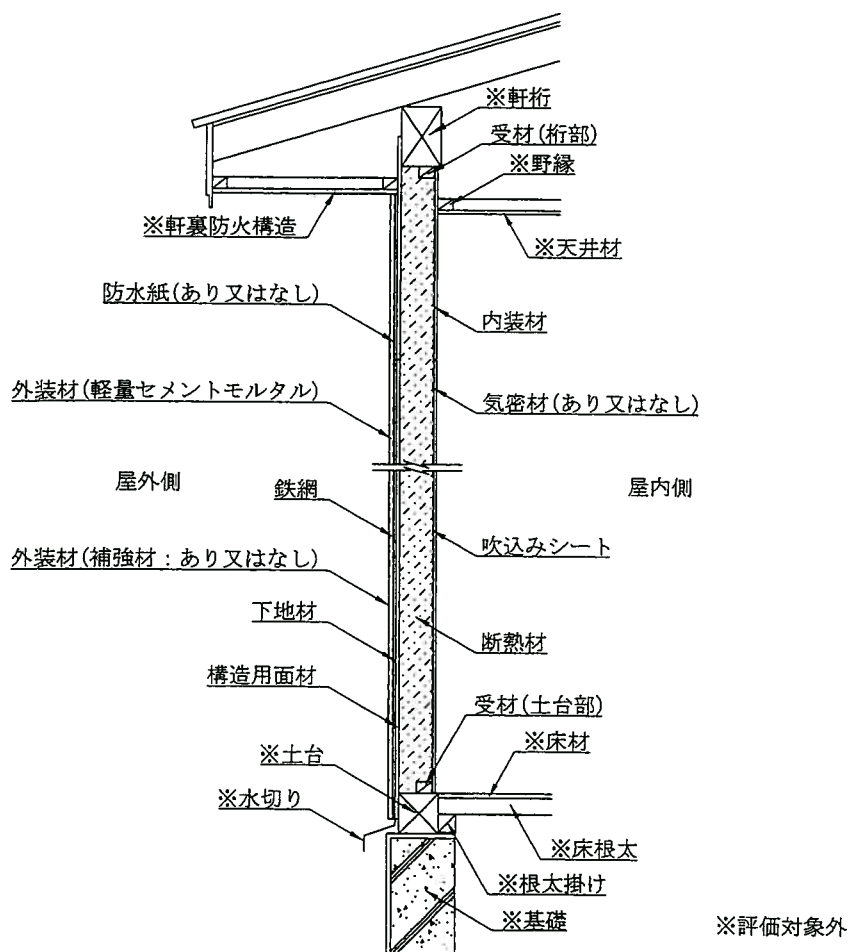 ※軒桁
受材(桁部)
※野縁
※軒裏防火構造
※天井材
防水紙(あり又はなし)
内装材
外装材(軽量セメントモルタル)
気密材(あり又はなし)
屋外側
鉄網
屋内側
外装材(補強材：あり又はなし)
吹込みシート
下地材
断熱材
構造用面材
受材(土台部)
※土台
※床材
※水切り
※床根太
※根太掛け
※基礎
※評価対象外